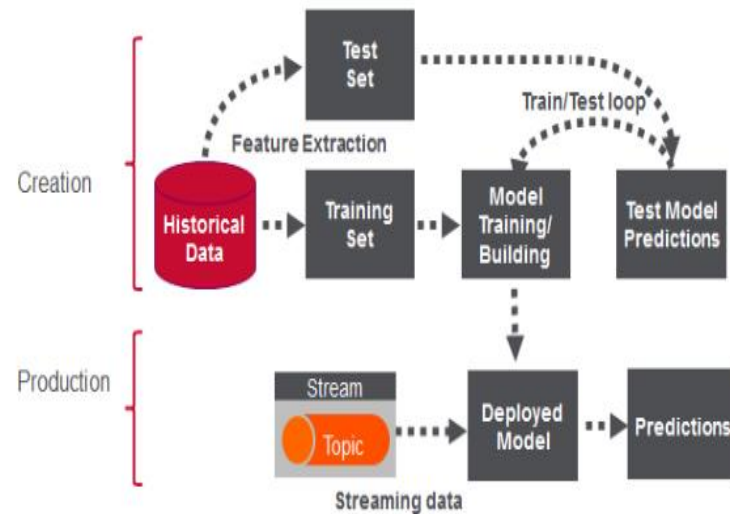 Test
Set
Train/Test loop
Feature Extraction
Creation
Historical
Data
Training
Set
Model
Training/
Building
Test Model
Predictions
Production
Stream
Topic
Deployed
Model
Predictions
Streaming data